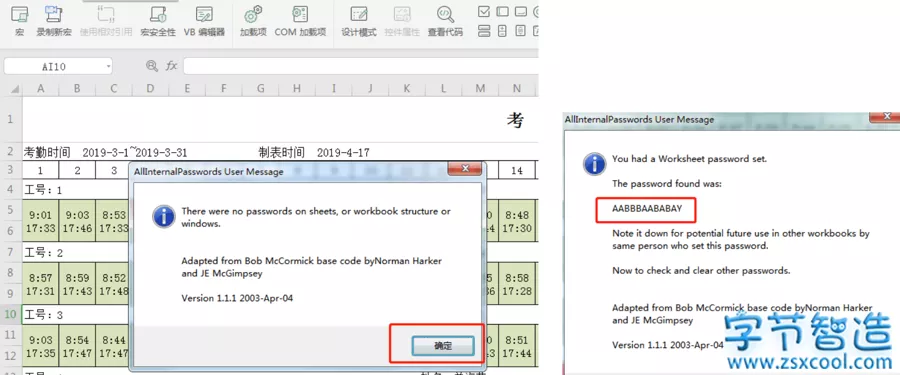 宏 录制新宏 使用相对引用 宏安全性 VB 编辑器 加载项 COM 加载项 设计模式 控件属性 查看代码
AI10 fx
A B C D E F G H I J K L M N
1 考
2 考勤时间 2019-3-1~2019-3-31 制表时间 2019-4-17
3 1 2 3 14
4 工号:1
5 9:01 9:03 8:53 8:48
6 17:33 17:46 17:33 17:30
7 工号:2
8 8:57 8:59 8:52 8:58
9 17:31 17:43 17:48 17:28
10 工号:3
11 9:03 8:54 8:44 8:51
12 17:35 17:47 17:47 17:44
AllInternalPasswords User Message
There were no passwords on sheets, or workbook structure or
windows.
Adapted from Bob McCormick base code byNorman Harker
and JE McGimpsey
Version 1.1.1 2003-Apr-04
确定
AllInternalPasswords User Message
You had a Worksheet password set.
The password found was:
AABBBAABABAY
Note it down for potential future use in other workbooks by
same person who set this password.
Now to check and clear other passwords.
Adapted from Bob McCormick base code byNorman Harker
and JE McGimpsey
Version 1.1.1 2003-Apr-04
字节智造
www.zsxcool.com